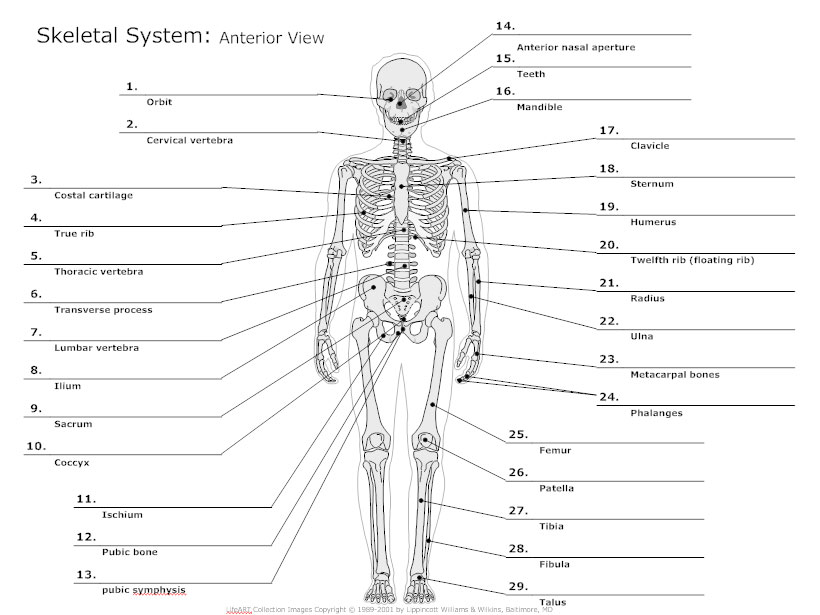 Skeletal System: Anterior View
1.
Orbit
2.
Cervical vertebra
3.
Costal cartilage
4.
True rib
5.
Thoracic vertebra
6.
Transverse process
7.
Lumbar vertebra
8.
Ilium
9.
Sacrum
10.
Coccyx
11.
Ischium
12.
Pubic bone
13.
pubic symphysis
14.
Anterior nasal aperture
15.
Teeth
16.
Mandible
17.
Clavicle
18.
Sternum
19.
Humerus
20.
Twelfth rib (floating rib)
21.
Radius
22.
Ulna
23.
Metacarpal bones
24.
Phalanges
25.
Femur
26.
Patella
27.
Tibia
28.
Fibula
29.
Talus
LifeART Collection Images Copyright © 1989-2001 by Lippincott Williams & Wilkins, Baltimore, MD